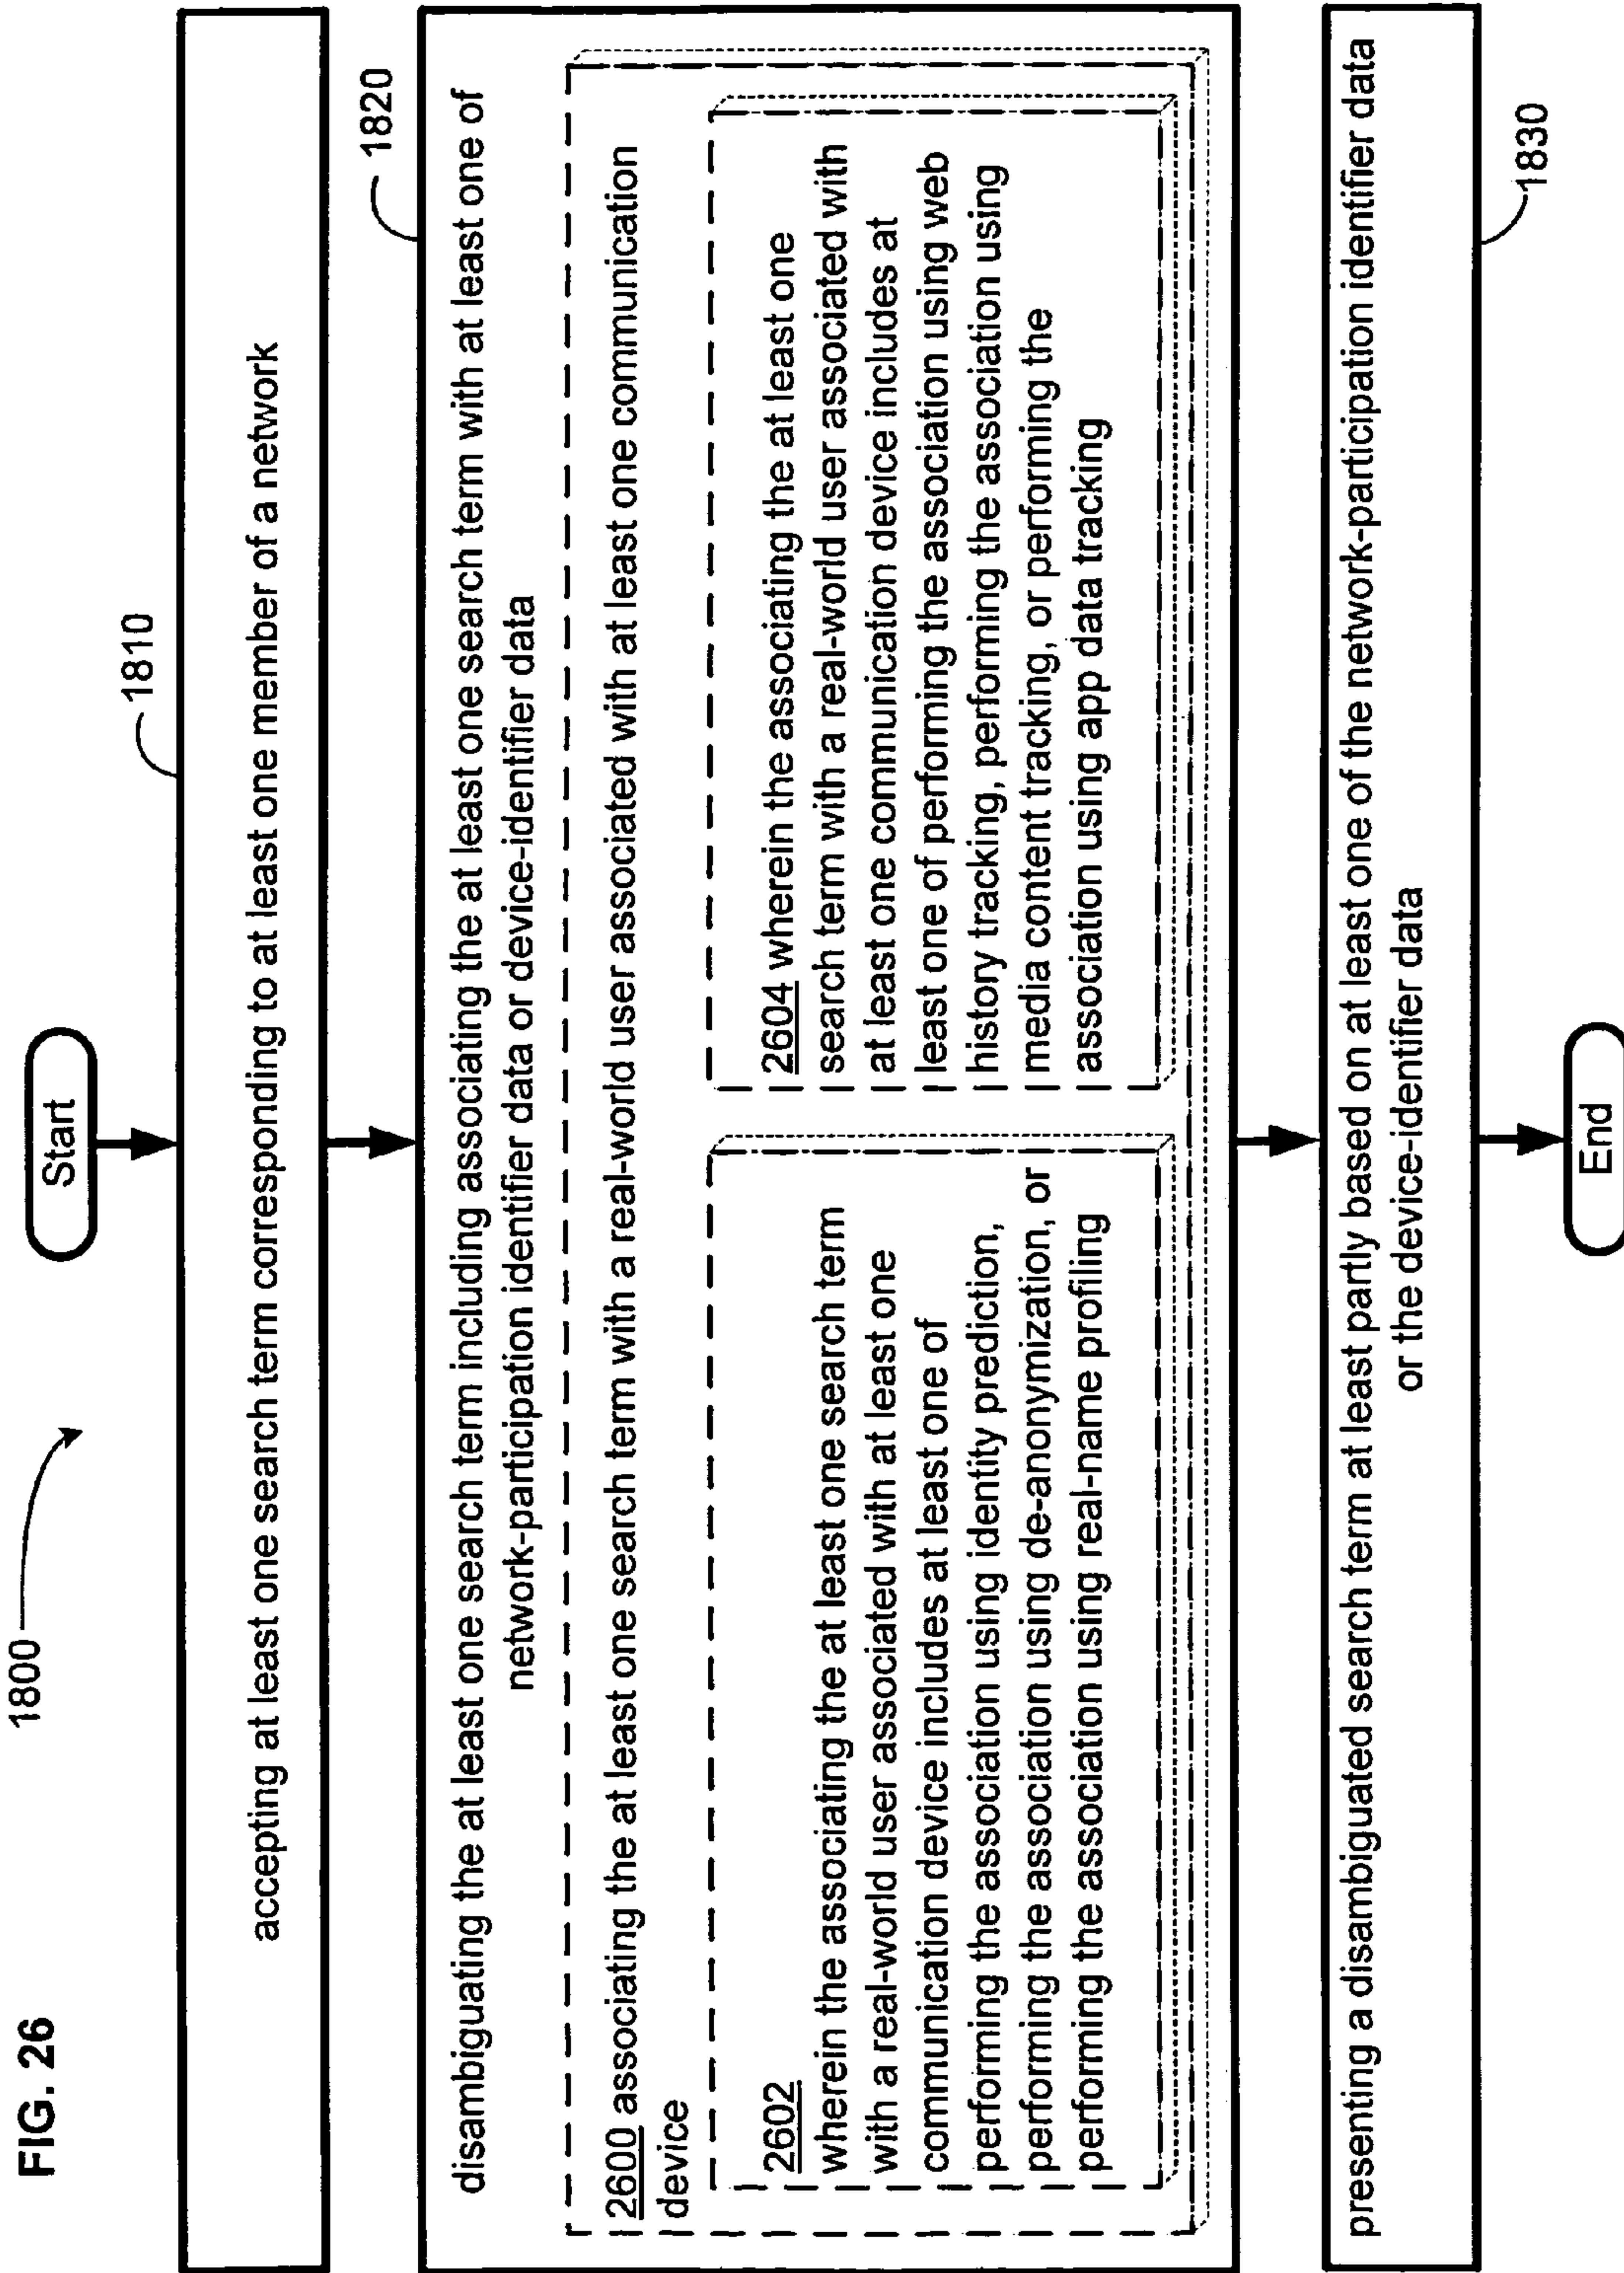 FIG. 26
1800
Start
1810
accepting at least one search term corresponding to at least one member of a network
1820
disambiguating the at least one search term including associating the at least one search term with at least one of
network-participation identifier data or device-identifier data
2600 associating the at least one search term with a real-world user associated with at least one communication
device
2602
wherein the associating the at least one search term
with a real-world user associated with at least one
communication device includes at least one of
performing the association using identity prediction,
performing the association using de-anonymization, or
performing the association using real-name profiling
2604 wherein the associating the at least one
search term with a real-world user associated with
at least one communication device includes at
least one of performing the association using web
history tracking, performing the association using
media content tracking, or performing the
association using app data tracking
presenting a disambiguated search term at least partly based on at least one of the network-participation identifier data
or the device-identifier data
1830
End